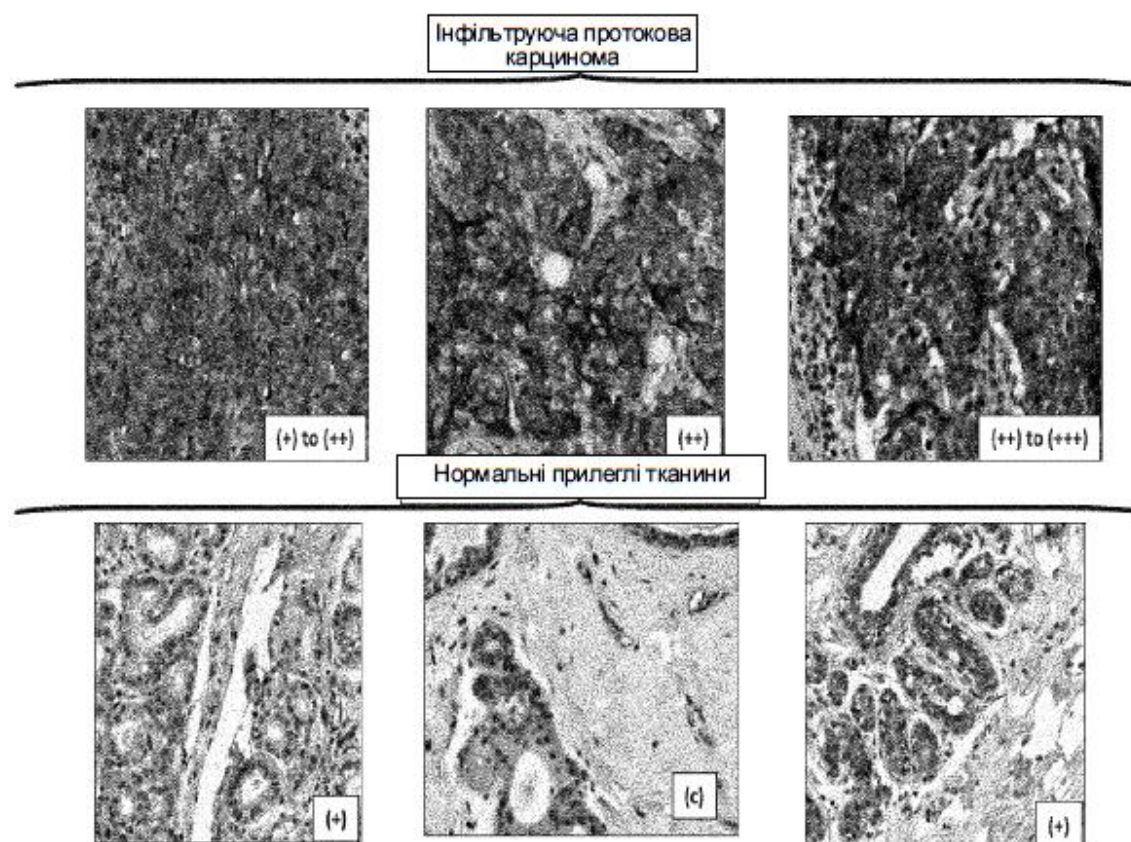 Інфільтруюча протокова
карцинома
(+) to (++)
(++)
(++) to (+++)
Нормальні прилеглі тканини
(+)
(c)
(+)